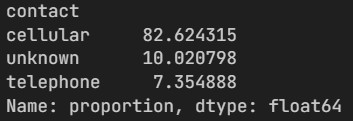 contact
cellular     82.624315
unknown      10.020798
telephone     7.354888
Name: proportion, dtype: float64